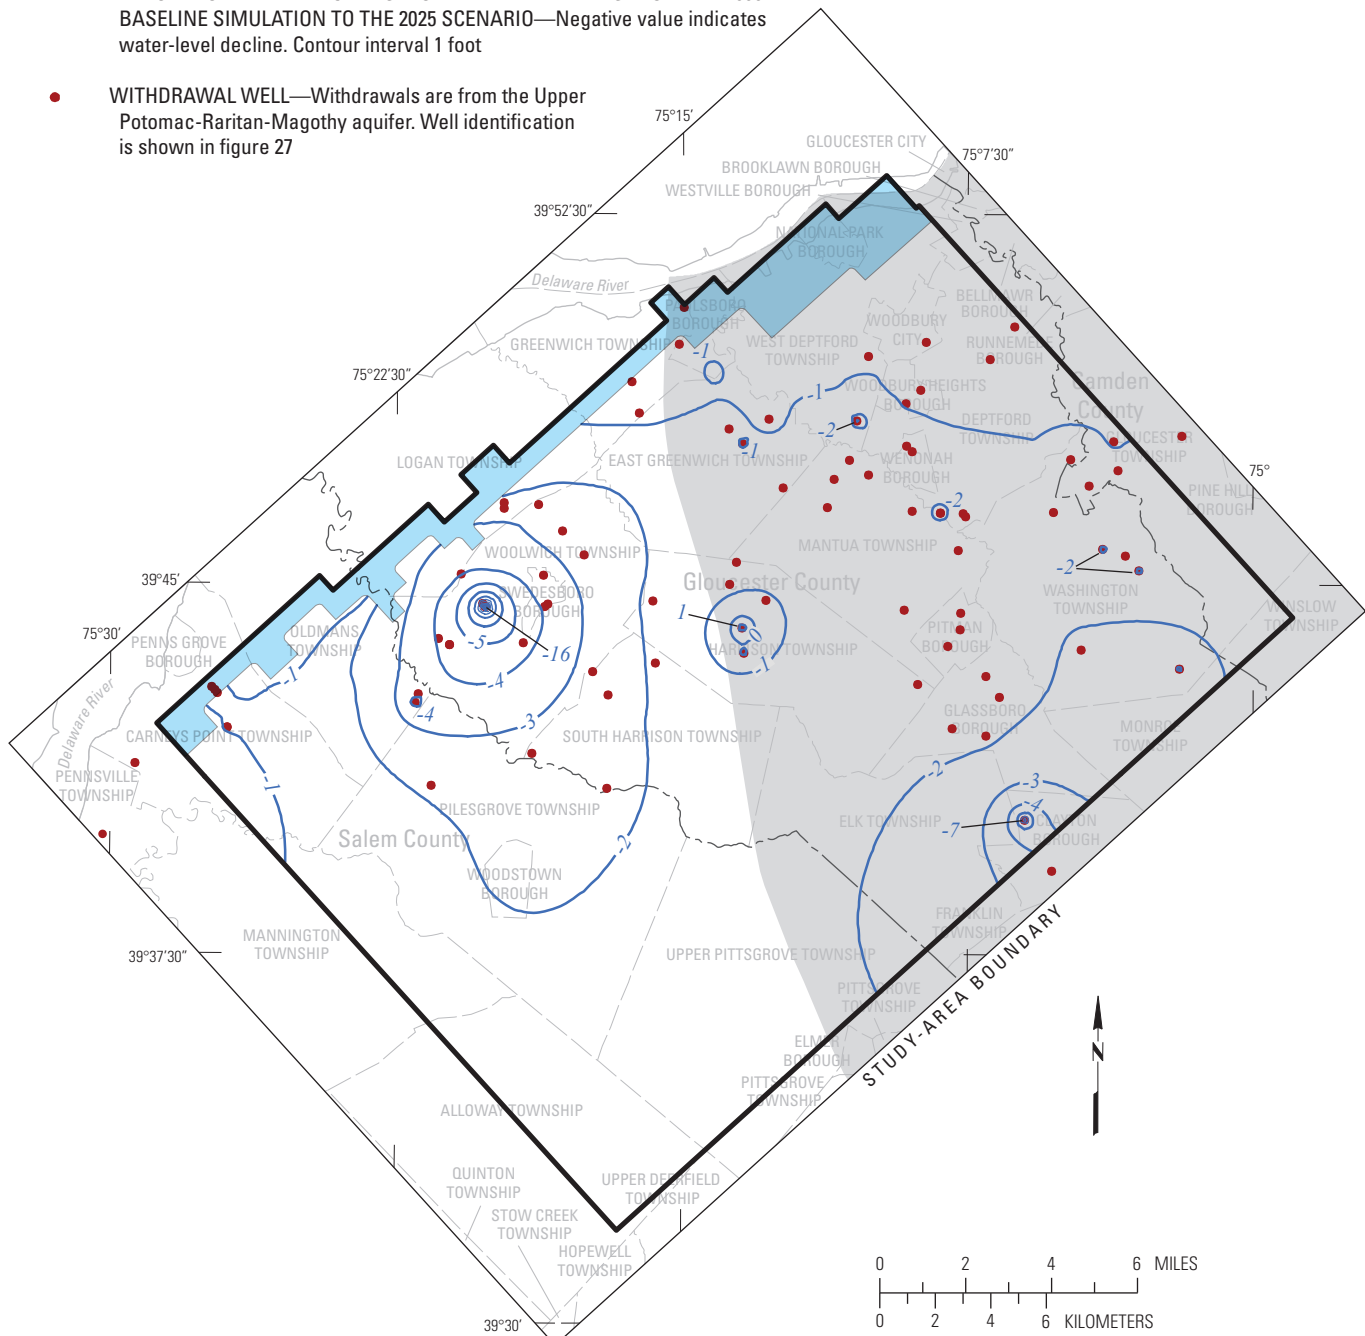 BASELINE SIMULATION TO THE 2025 SCENARIO—Negative value indicates
water-level decline. Contour interval 1 foot
WITHDRAWAL WELL—Withdrawals are from the Upper
Potomac-Raritan-Magothy aquifer. Well identification
is shown in figure 27
75°15′
GLOUCESTER CITY
75°7′30″
BROOKLAWN BOROUGH
WESTVILLE BOROUGH
39°52′30″
NATIONAL PARK
BOROUGH
Delaware River
PAULSBORO
BOROUGH
BELLMAWR
BOROUGH
WOODBURY
CITY
GREENWICH TOWNSHIP
WEST DEPTFORD
TOWNSHIP
RUNNEMEDE
BOROUGH
-1
75°22′30″
WOODBURY HEIGHTS
BOROUGH
-1
Camden
County
DEPTFORD
TOWNSHIP
-2
-1
GLOUCESTER
TOWNSHIP
LOGAN TOWNSHIP
EAST GREENWICH TOWNSHIP
WENONAH
BOROUGH
75°
PINE HILL
BOROUGH
-2
WOOLWICH TOWNSHIP
MANTUA TOWNSHIP
39°45′
Gloucester County
-2
SWEDESBORO
BOROUGH
WASHINGTON
TOWNSHIP
WINSLOW
TOWNSHIP
75°30′
1
0
PENNS GROVE
BOROUGH
OLDMANS
TOWNSHIP
-5
-16
PITMAN
BOROUGH
HARRISON TOWNSHIP
-1
-1
-4
-4
-3
GLASSBORO
BOROUGH
MONROE
TOWNSHIP
Delaware River
CARNEYS POINT TOWNSHIP
SOUTH HARRISON TOWNSHIP
PENNSVILLE
TOWNSHIP
-1
-2
-3
-4
PILESGROVE TOWNSHIP
ELK TOWNSHIP
-7
CLAYTON
BOROUGH
Salem County
-2
WOODSTOWN
BOROUGH
FRANKLIN
TOWNSHIP
MANNINGTON
TOWNSHIP
39°37′30″
UPPER PITTSGROVE TOWNSHIP
PITTSGROVE
TOWNSHIP
STUDY-AREA BOUNDARY
ELMER
BOROUGH
N
PITTSGROVE
TOWNSHIP
ALLOWAY TOWNSHIP
QUINTON
TOWNSHIP
UPPER DEERFIELD
TOWNSHIP
STOW CREEK
TOWNSHIP
HOPEWELL
TOWNSHIP
0 2 4 6 MILES
0 2 4 6 KILOMETERS
39°30′